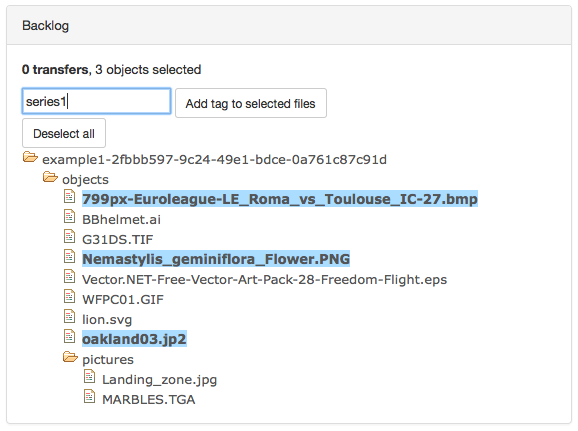 Backlog
0 transfers, 3 objects selected
series1 Add tag to selected files
Deselect all
example1-2fbbb597-9c24-49e1-bdce-0a761c87c91d
objects
799px-Euroleague-LE_Roma_vs_Toulouse_IC-27.bmp
BBhelmet.ai
G31DS.TIF
Nemastylis_geminiflora_Flower.PNG
Vector.NET-Free-Vector-Art-Pack-28-Freedom-Flight.eps
WFPC01.GIF
lion.svg
oakland03.jp2
pictures
Landing_zone.jpg
MARBLES.TGA